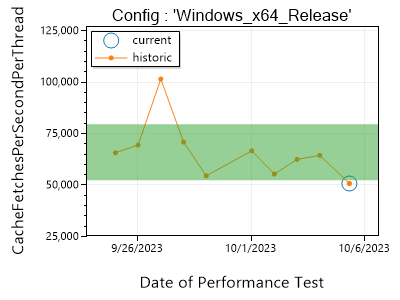 Config : 'Windows_x64_Release'
current
historic
CacheFetchesPerSecondPerThread
125,000
100,000
75,000
50,000
25,000
9/26/2023
10/1/2023
10/6/2023
Date of Performance Test